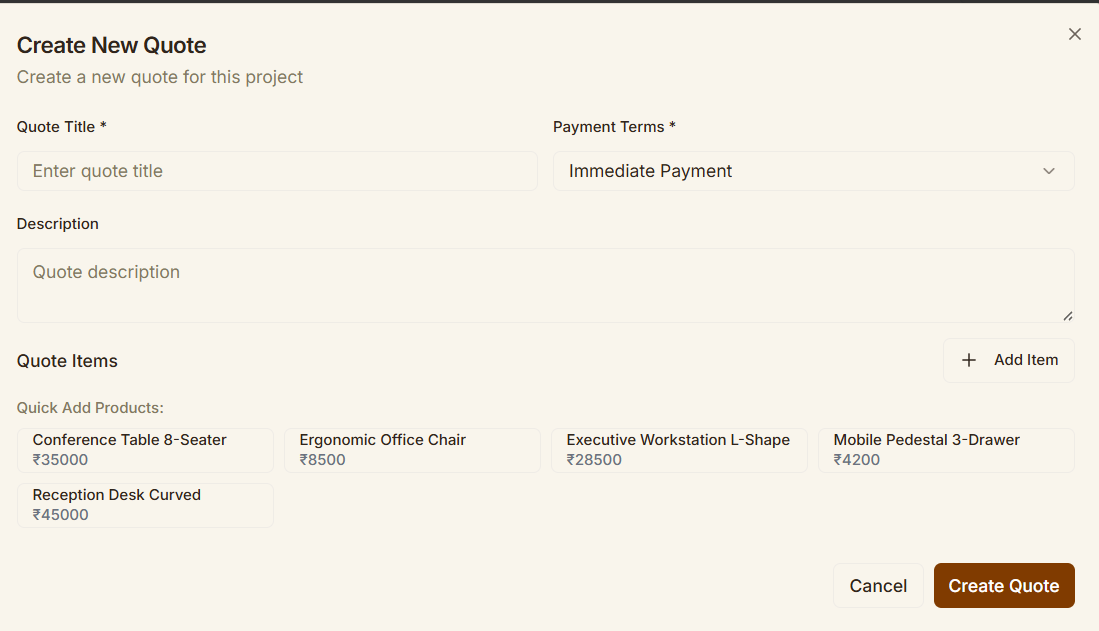 Create New Quote
Create a new quote for this project
Quote Title *
Payment Terms *
Enter quote title
Immediate Payment
Description
Quote description
Quote Items
Add Item
Quick Add Products:
Conference Table 8-Seater
₹35000
Ergonomic Office Chair
₹8500
Executive Workstation L-Shape
₹28500
Mobile Pedestal 3-Drawer
₹4200
Reception Desk Curved
₹45000
Cancel
Create Quote